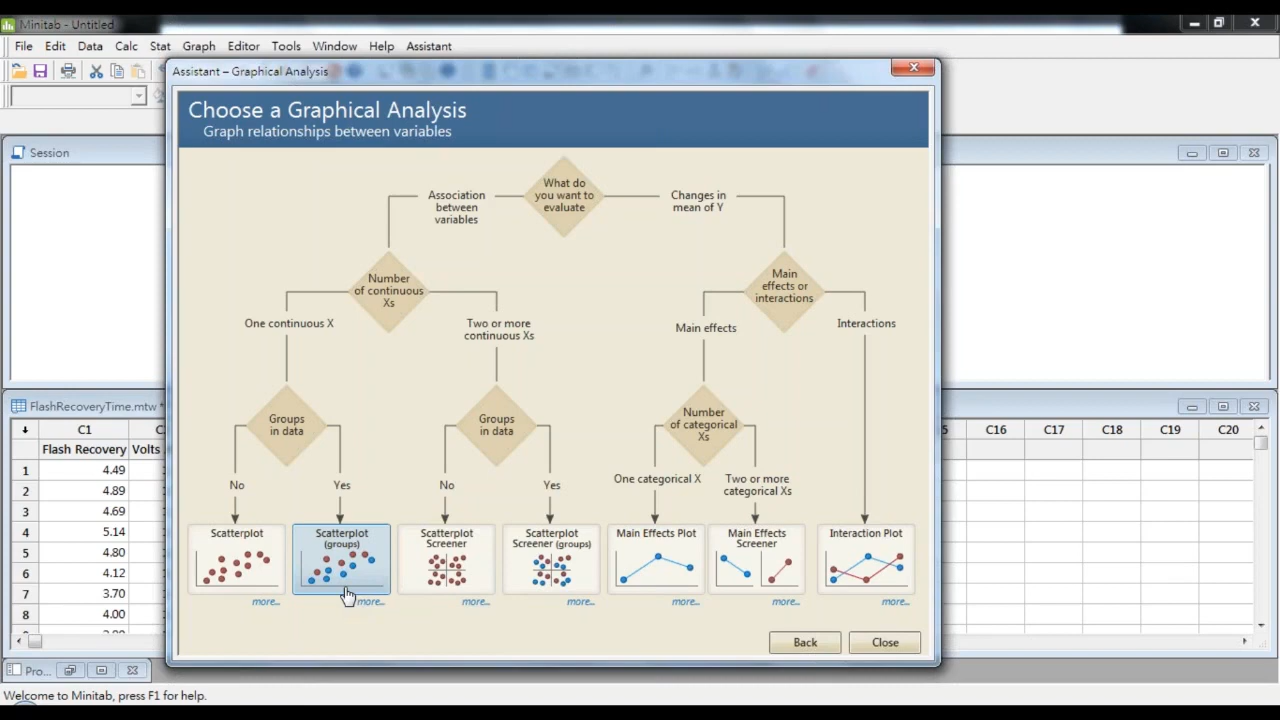 Minitab - Untitled
File Edit Data Calc Stat Graph Editor Tools Window Help Assistant
Assistant – Graphical Analysis
Choose a Graphical Analysis
Graph relationships between variables
Session
What do
you want to
evaluate
Association
between
variables
Changes in
mean of Y
Number
of continuous
Xs
Main
effects or
interactions
One continuous X
Two or more
continuous Xs
Main effects
Interactions
Groups
in data
Groups
in data
Number
of categorical
Xs
No
Yes
No
Yes
One categorical X
Two or more
categorical Xs
Scatterplot
Scatterplot
(groups)
Scatterplot
Screener
Scatterplot
Screener (groups)
Main Effects Plot
Main Effects
Screener
Interaction Plot
more... more... more... more... more... more... more...
Back Close
FlashRecoveryTime.mtw *
C1 C16 C17 C18 C19 C20
Flash Recovery Volts
1 4.49
2 4.89
3 4.69
4 5.14
5 4.80
6 4.12
7 3.70
8 4.00
Pro...
Welcome to Minitab, press F1 for help.